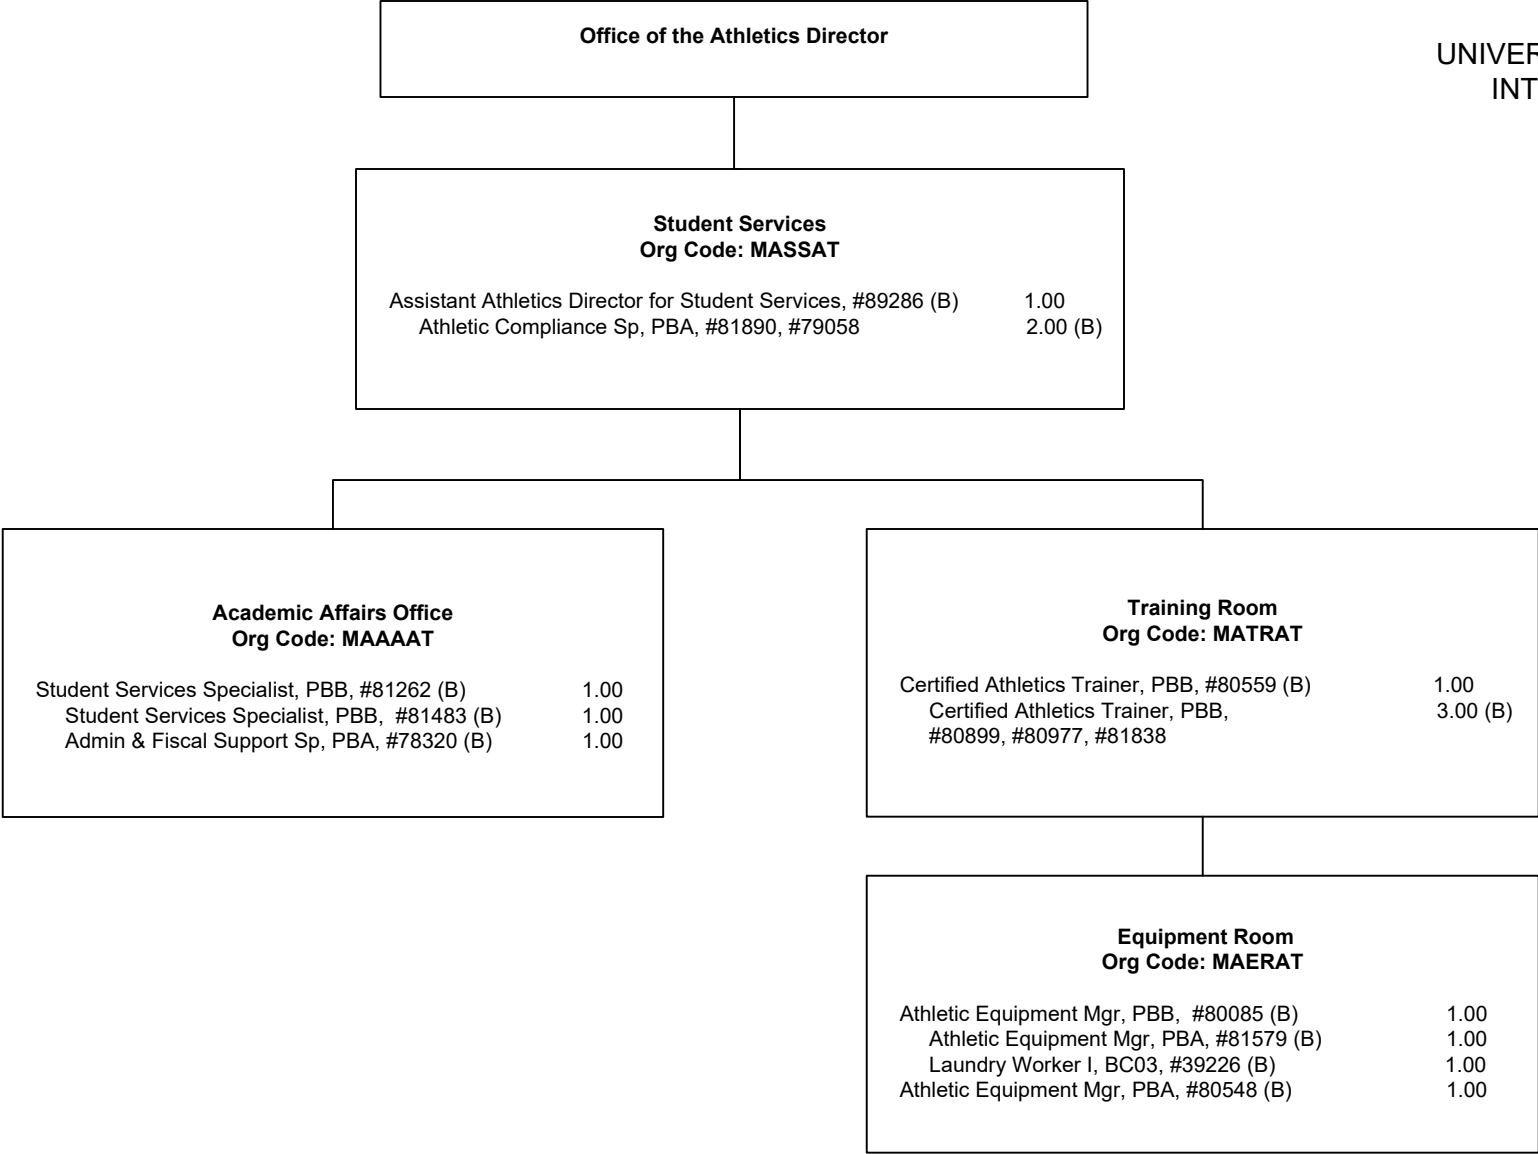 Office of the Athletics Director
UNIVER
INT
Student Services
Org Code: MASSAT
Assistant Athletics Director for Student Services, #89286 (B) 1.00
Athletic Compliance Sp, PBA, #81890, #79058 2.00 (B)
Academic Affairs Office
Org Code: MAAAAT
Student Services Specialist, PBB, #81262 (B) 1.00
Student Services Specialist, PBB, #81483 (B) 1.00
Admin & Fiscal Support Sp, PBA, #78320 (B) 1.00
Training Room
Org Code: MATRAT
Certified Athletics Trainer, PBB, #80559 (B) 1.00
Certified Athletics Trainer, PBB, 3.00 (B)
#80899, #80977, #81838
Equipment Room
Org Code: MAERAT
Athletic Equipment Mgr, PBB, #80085 (B) 1.00
Athletic Equipment Mgr, PBA, #81579 (B) 1.00
Laundry Worker I, BC03, #39226 (B) 1.00
Athletic Equipment Mgr, PBA, #80548 (B) 1.00